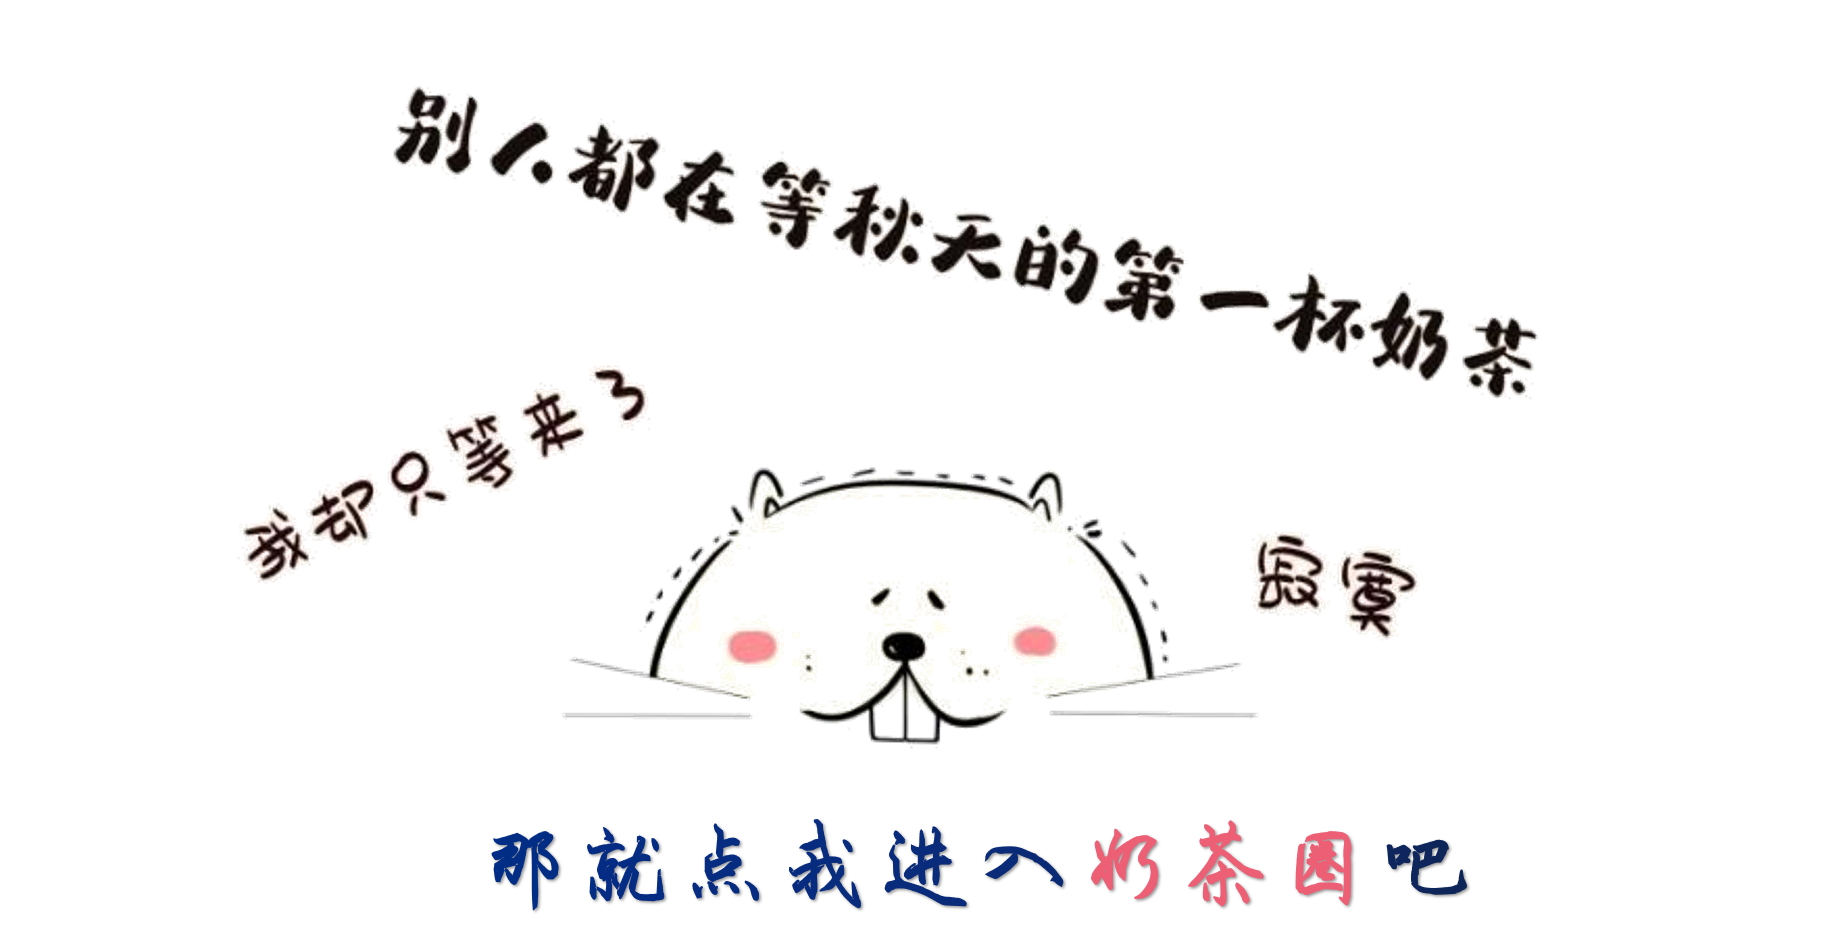 别人都在等秋天的第一杯奶茶
我却只等来了
寂寞
那就点我进入奶茶圈吧